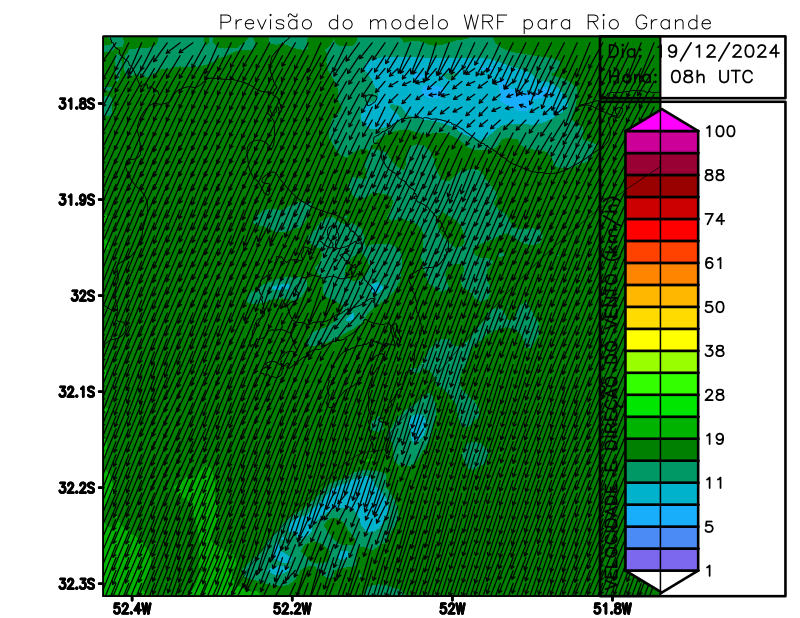 Previsão do modelo WRF para Rio Grande
Dia: 19/12/2024
Hora: 08h UTC
31.8S
31.9S
32S
32.1S
32.2S
32.3S
52.4W
52.2W
52W
51.8W
100
88
74
61
50
38
28
19
11
5
1
VELOCIDADE E DIREÇÃO DO VENTO (km/h)